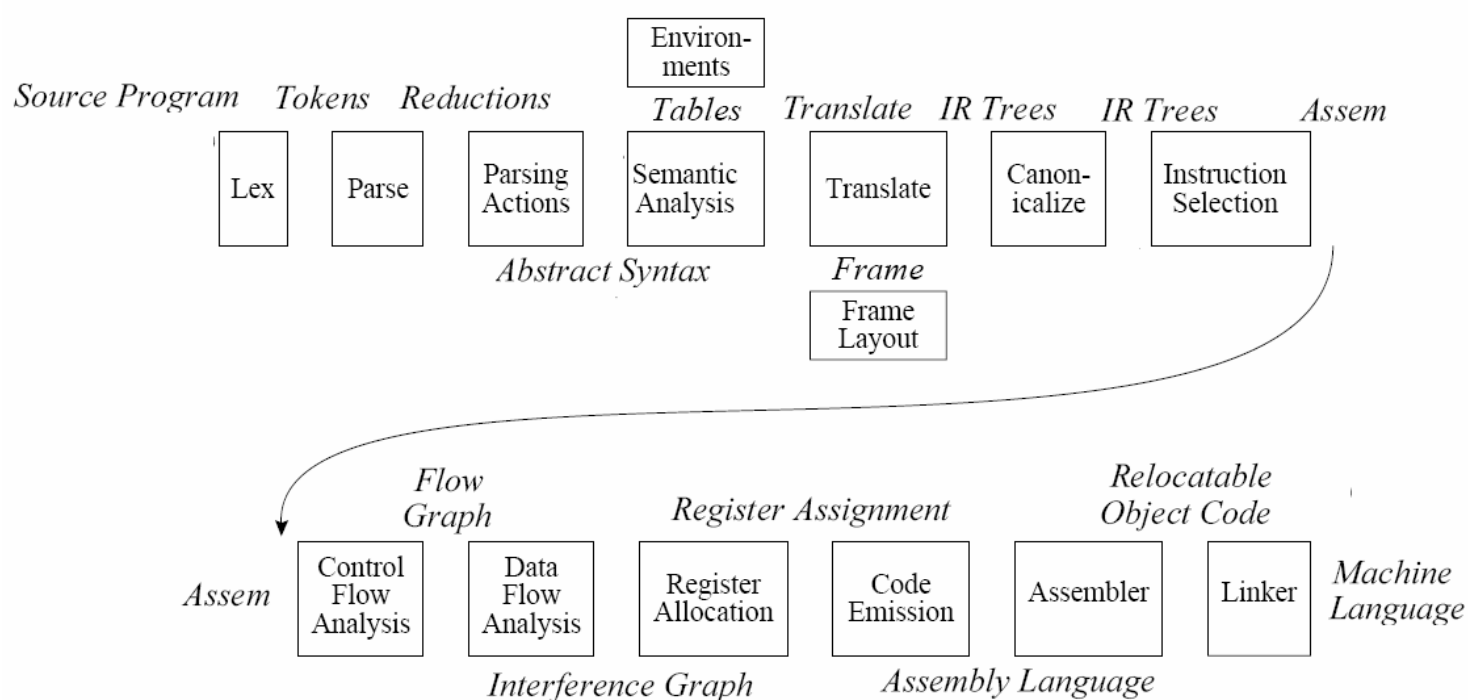 Environ-
ments
Source Program Tokens Reductions Tables Translate IR Trees IR Trees Assem
Lex
Parse
Parsing
Actions
Semantic
Analysis
Translate
Canon-
icalize
Instruction
Selection
Abstract Syntax
Frame
Frame
Layout
Flow
Graph
Register Assignment
Relocatable
Object Code
Assem
Control
Flow
Analysis
Data
Flow
Analysis
Register
Allocation
Code
Emission
Assembler
Linker
Machine
Language
Interference Graph
Assembly Language